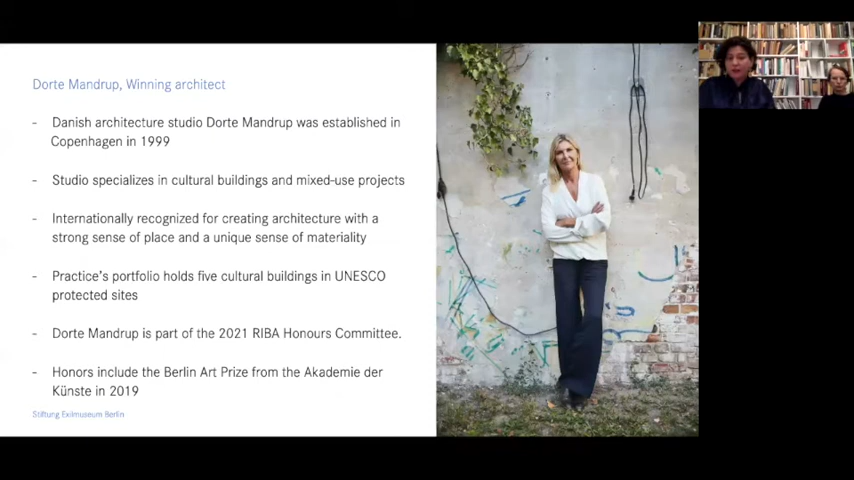 Dorte Mandrup, Winning architect
- Danish architecture studio Dorte Mandrup was established in
Copenhagen in 1999
- Studio specializes in cultural buildings and mixed-use projects
- Internationally recognized for creating architecture with a
strong sense of place and a unique sense of materiality
- Practice's portfolio holds five cultural buildings in UNESCO
protected sites
- Dorte Mandrup is part of the 2021 RIBA Honours Committee.
- Honors include the Berlin Art Prize from the Akademie der
Künste in 2019
Stiftung Exilmuseum Berlin